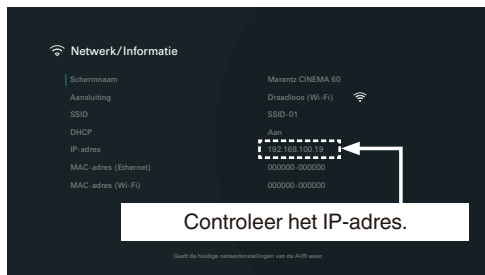 Netwerk/Informatie
Schermnaam Marantz CINEMA 60
Aansluiting Draadloos (Wi-Fi)
SSID SSID-01
DHCP Aan
IP-adres 192.168.100.19
MAC-adres (Ethernet) 000000-000000
MAC-adres (Wi-Fi) 000000-000000
Controleer het IP-adres.
Geeft de huidige netwerkinstellingen van de AVR weer.